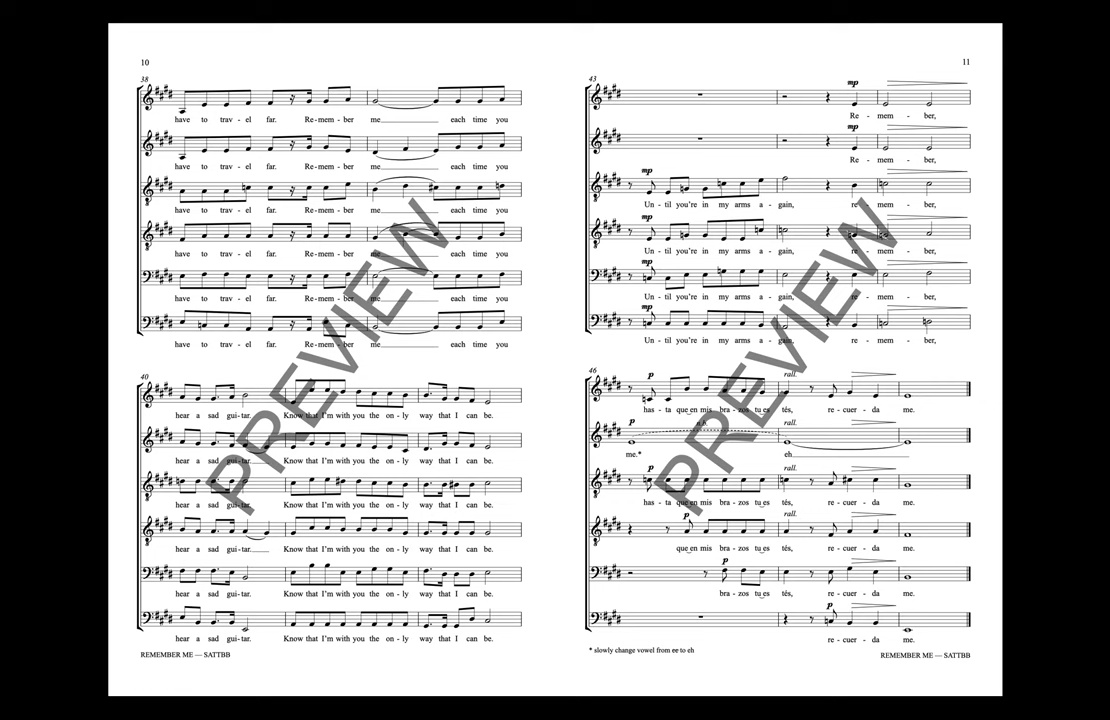 10
38
have to trav - el far. Re-mem - ber me each time you
have to trav - el far. Re-mem - ber me each time you
have to trav - el far. Re-mem - ber me each time you
have to trav - el far. Re-mem - ber me each time you
have to trav - el far. Re-mem - ber me each time you
have to trav - el far. Re-mem - ber me each time you
40
hear a sad gui-tar. Know that I'm with you the on - ly way that I can be.
hear a sad gui-tar. Know that I'm with you the on - ly way that I can be.
hear a sad gui-tar. Know that I'm with you the on - ly way that I can be.
hear a sad gui-tar. Know that I'm with you the on - ly way that I can be.
hear a sad gui-tar. Know that I'm with you the on - ly way that I can be.
hear a sad gui-tar. Know that I'm with you the on - ly way that I can be.
REMEMBER ME — SATTBB
PREVIEW
11
43
mp
Re - mem - ber,
mp
Re - mem - ber,
mp
Un - til you're in my arms a - gain, re - mem - ber,
mp
Un - til you're in my arms a - gain, re - mem - ber,
mp
Un - til you're in my arms a - gain, re - mem - ber,
mp
Un - til you're in my arms a - gain, re - mem - ber,
46
p rall.
has - ta que en mis bra - zos tu es tés, re - cuer - da me.
p n.b. rall.
me.* eh
p rall.
has - ta que en mis bra - zos tu es tés, re - cuer - da me.
p rall.
que en mis bra - zos tu es tés, re - cuer - da me.
p
bra - zos tu es tés, re - cuer - da me.
p
re - cuer - da me.
* slowly change vowel from ee to eh
REMEMBER ME — SATTBB
PREVIEW